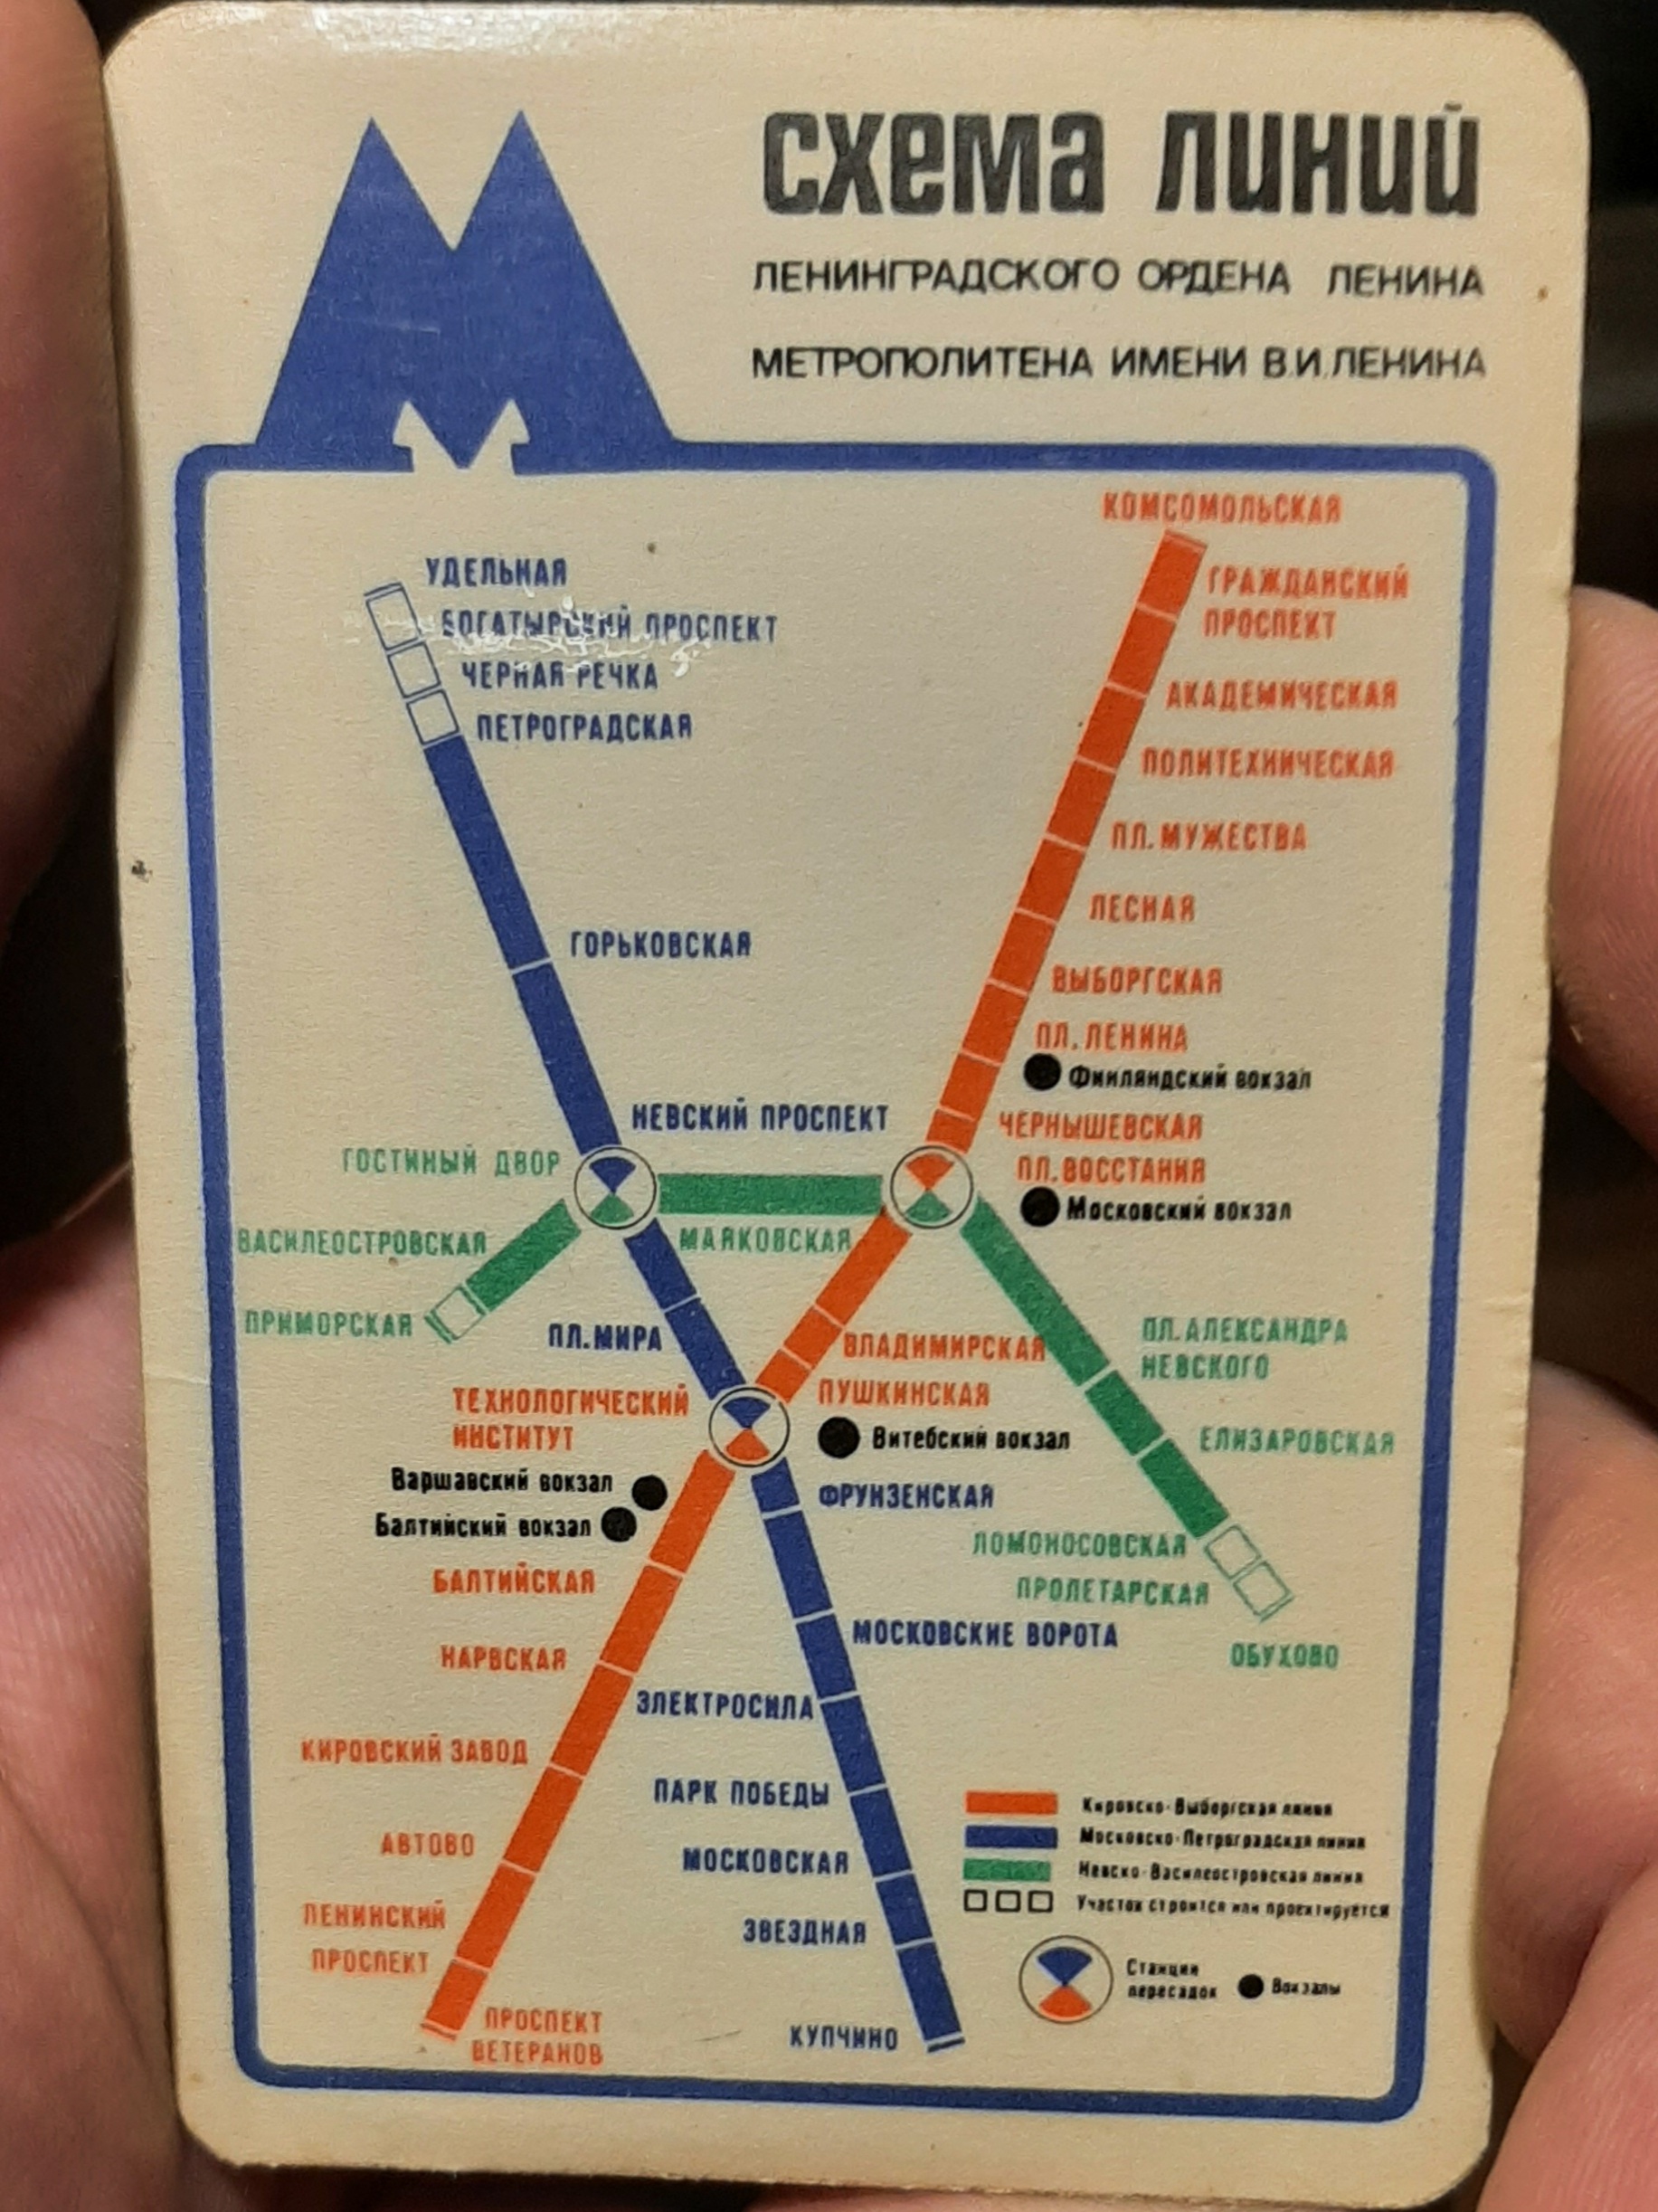 схема линий
ЛЕНИНГРАДСКОГО ОРДЕНА ЛЕНИНА
МЕТРОПОЛИТЕНА ИМЕНИ В.И.ЛЕНИНА
КОМСОМОЛЬСКАЯ
УДЕЛЬНАЯ
ГРАЖДАНСКИЙ
ПРОСПЕКТ
БОГАТЫРСКИЙ ПРОСПЕКТ
ЧЕРНАЯ РЕЧКА
АКАДЕМИЧЕСКАЯ
ПЕТРОГРАДСКАЯ
ПОЛИТЕХНИЧЕСКАЯ
ПЛ. МУЖЕСТВА
ЛЕСНАЯ
ГОРЬКОВСКАЯ
ВЫБОРГСКАЯ
ПЛ. ЛЕНИНА
Финляндский вокзал
НЕВСКИЙ ПРОСПЕКТ
ЧЕРНЫШЕВСКАЯ
ГОСТИНЫЙ ДВОР
ПЛ. ВОССТАНИЯ
Московский вокзал
ВАСИЛЕОСТРОВСКАЯ
МАЯКОВСКАЯ
ПРИМОРСКАЯ
ПЛ. МИРА
ВЛАДИМИРСКАЯ
ПЛ. АЛЕКСАНДРА
НЕВСКОГО
ТЕХНОЛОГИЧЕСКИЙ
ИНСТИТУТ
ПУШКИНСКАЯ
Витебский вокзал
ЕЛИЗАРОВСКАЯ
Варшавский вокзал
Балтийский вокзал
ФРУНЗЕНСКАЯ
ЛОМОНОСОВСКАЯ
БАЛТИЙСКАЯ
ПРОЛЕТАРСКАЯ
МОСКОВСКИЕ ВОРОТА
ОБУХОВО
НАРВСКАЯ
ЭЛЕКТРОСИЛА
КИРОВСКИЙ ЗАВОД
ПАРК ПОБЕДЫ
АВТОВО
МОСКОВСКАЯ
ЛЕНИНСКИЙ
ПРОСПЕКТ
ЗВЕЗДНАЯ
ПРОСПЕКТ
ВЕТЕРАНОВ
КУПЧИНО
Кировско-Выборгская линия
Московско-Петроградская линия
Невско-Василеостровская линия
Участок строится или проектируется
Станции
пересадок
Вокзалы